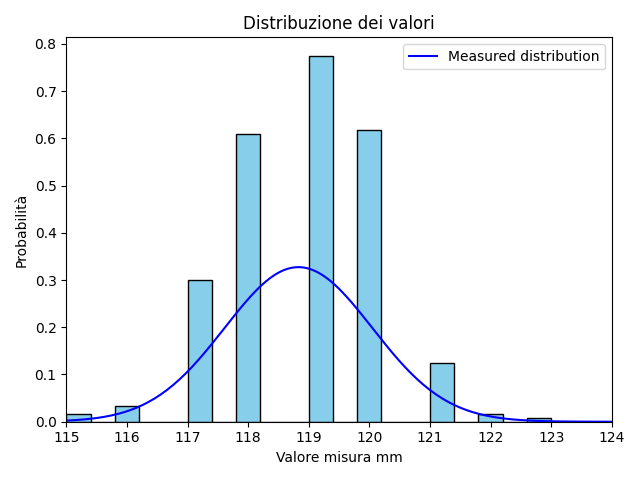 Distribuzione dei valori
Measured distribution
Probabilità
0.8
0.7
0.6
0.5
0.4
0.3
0.2
0.1
0.0
115 116 117 118 119 120 121 122 123 124
Valore misura mm